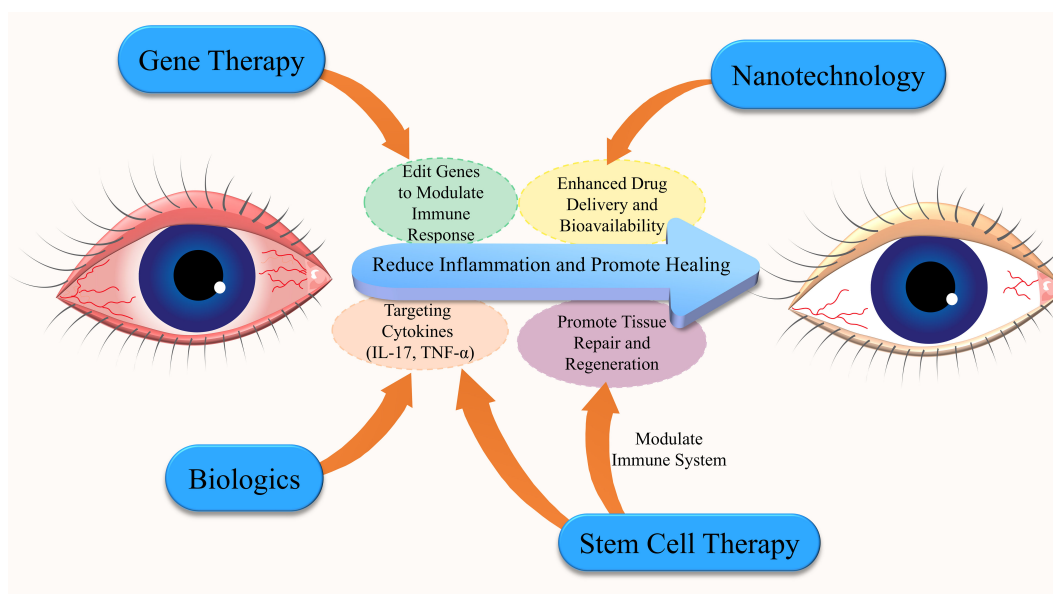 Gene Therapy
Nanotechnology
Edit Genes
to Modulate
Immune
Response
Enhanced Drug
Delivery and
Bioavailability
Reduce Inflammation and Promote Healing
Targeting
Cytokines
(IL-17, TNF-α)
Promote Tissue
Repair and
Regeneration
Modulate
Immune System
Biologics
Stem Cell Therapy